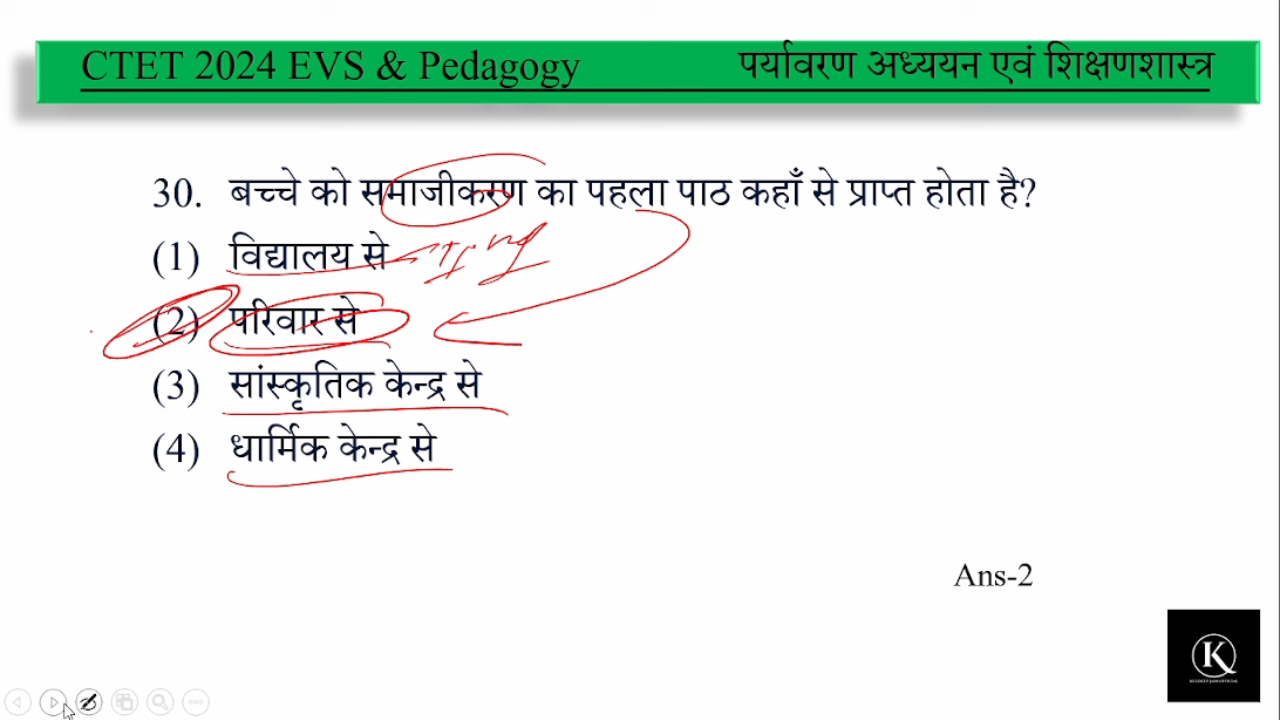 CTET 2024 EVS & Pedagogy पर्यावरण अध्ययन एवं शिक्षणशास्त्र
30. बच्चे को समाजीकरण का पहला पाठ कहाँ से प्राप्त होता है?
(1) विद्यालय से
(2) परिवार से
(3) सांस्कृतिक केन्द्र से
(4) धार्मिक केन्द्र से
Ans-2
K